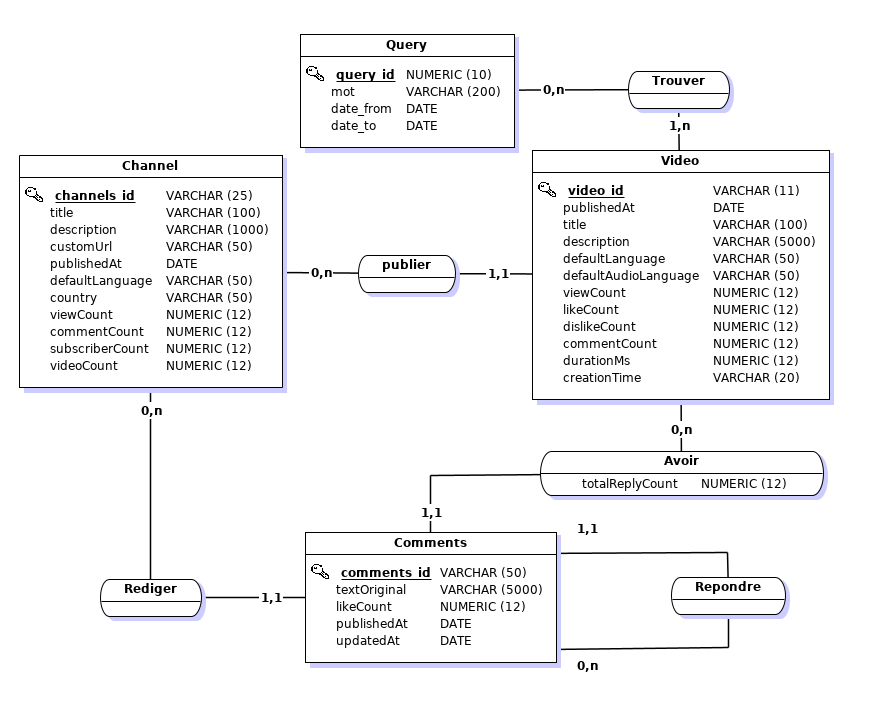 Query
query_id NUMERIC (10)
mot VARCHAR (200)
date_from DATE
date_to DATE
0,n
Trouver
1,n
Channel
channels_id VARCHAR (25)
title VARCHAR (100)
description VARCHAR (1000)
customUrl VARCHAR (50)
publishedAt DATE
defaultLanguage VARCHAR (50)
country VARCHAR (50)
viewCount NUMERIC (12)
commentCount NUMERIC (12)
subscriberCount NUMERIC (12)
videoCount NUMERIC (12)
0,n
publier
1,1
Video
video_id VARCHAR (11)
publishedAt DATE
title VARCHAR (100)
description VARCHAR (5000)
defaultLanguage VARCHAR (50)
defaultAudioLanguage VARCHAR (50)
viewCount NUMERIC (12)
likeCount NUMERIC (12)
dislikeCount NUMERIC (12)
commentCount NUMERIC (12)
durationMs NUMERIC (12)
creationTime VARCHAR (20)
0,n
0,n
Avoir
totalReplyCount NUMERIC (12)
1,1
1,1
Comments
comments_id VARCHAR (50)
textOriginal VARCHAR (5000)
likeCount NUMERIC (12)
publishedAt DATE
updatedAt DATE
Rediger
1,1
Repondre
0,n